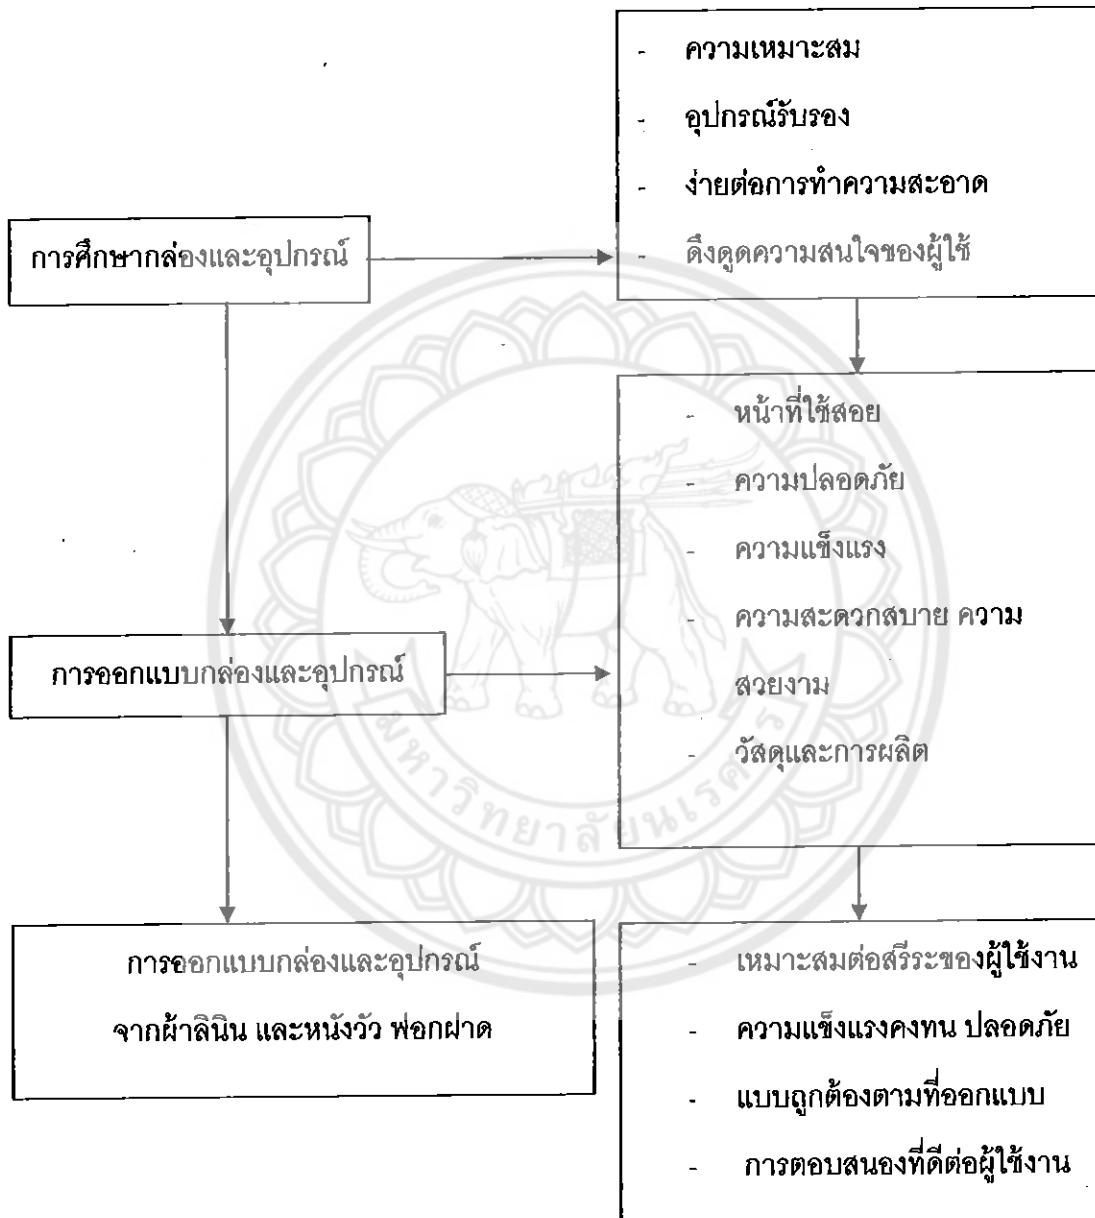 - ความเหมาะสม
- อุปกรณ์รับรอง
- ง่ายต่อการทำความสะอาด
- ดึงดูดความสนใจของผู้ใช้
การศึกษากล่องและอุปกรณ์
- หน้าที่ใช้สอย
- ความปลอดภัย
- ความแข็งแรง
- ความสะดวกสบาย ความ
สวยงาม
- วัสดุและการผลิต
การออกแบบกล่องและอุปกรณ์
การออกแบบกล่องและอุปกรณ์
จากผ้าลินิน และหนังวัว ฟอกฝาด
- เหมาะสมต่อสรีระของผู้ใช้งาน
- ความแข็งแรงคงทน ปลอดภัย
- แบบถูกต้องตามที่ออกแบบ
- การตอบสนองที่ดีต่อผู้ใช้งาน
มหาวิทยาลัยนเรศวร